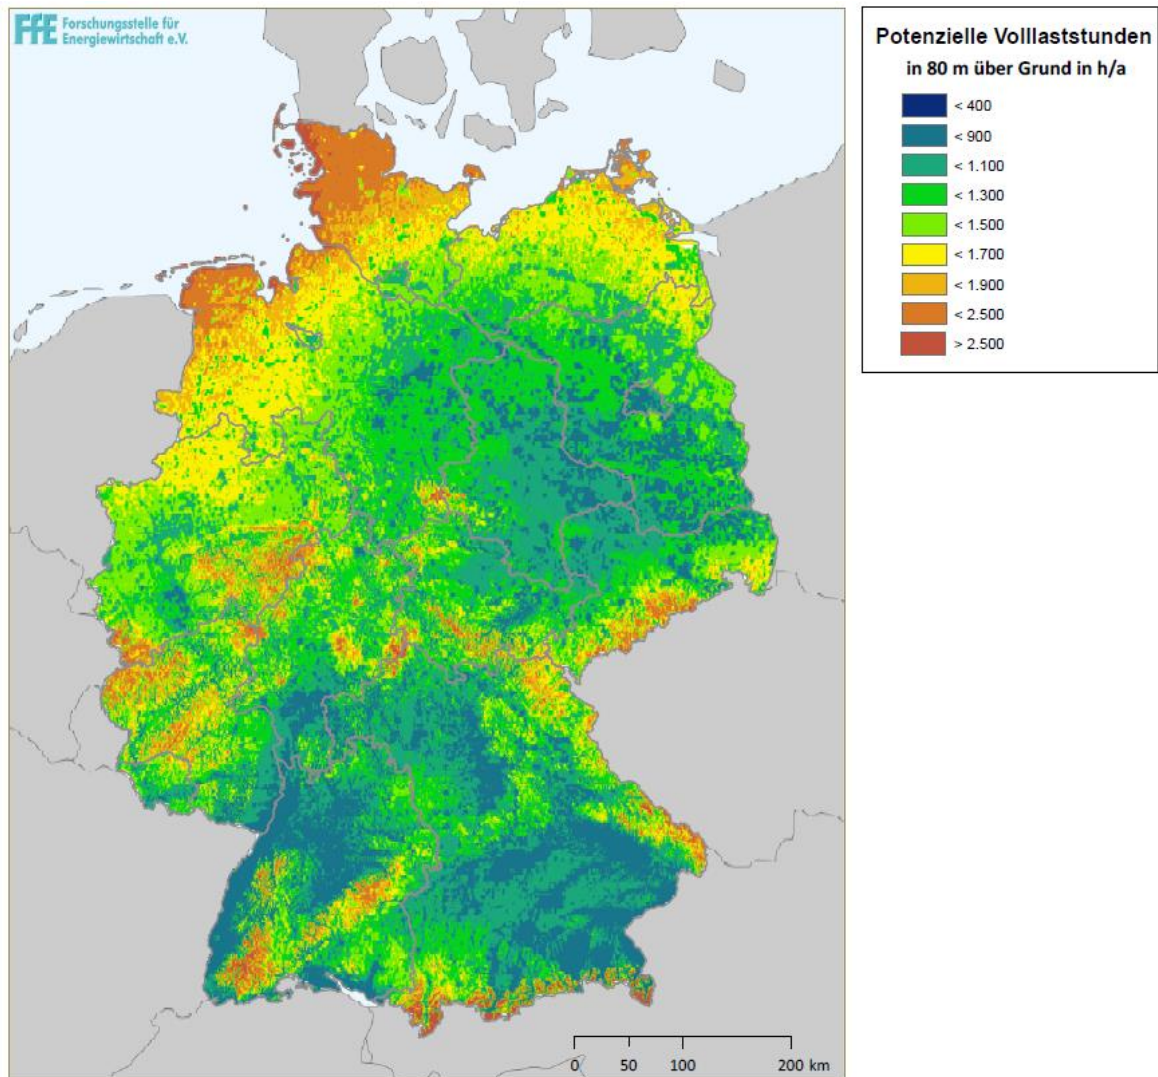 FfE Forschungsstelle für
Energiewirtschaft e.V.
Potenzielle Volllaststunden
in 80 m über Grund in h/a
< 400
< 900
< 1.100
< 1.300
< 1.500
< 1.700
< 1.900
< 2.500
> 2.500
0 50 100 200 km